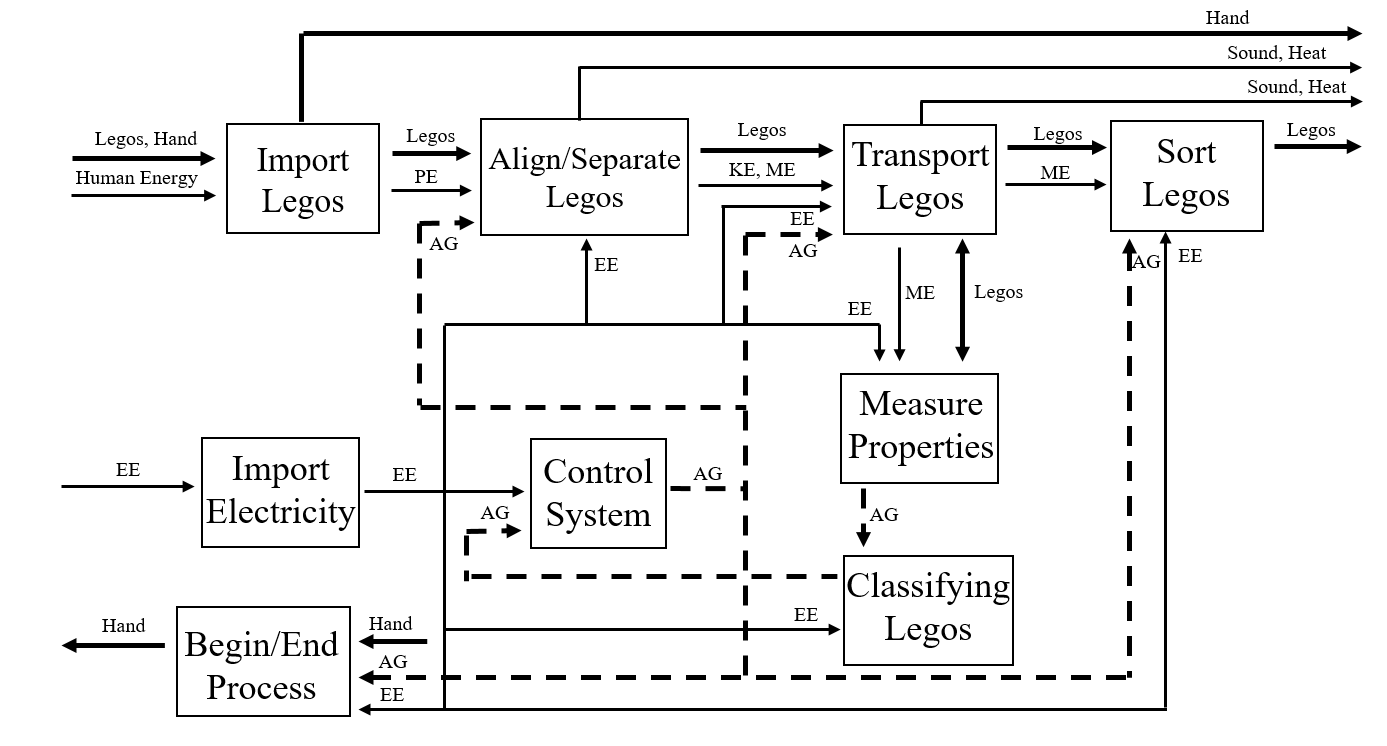 Hand
Sound, Heat
Sound, Heat
Legos, Hand
Human Energy
Import
Legos
Legos
PE
AG
Align/Separate
Legos
Legos
KE, ME
EE
AG
Transport
Legos
Legos
ME
Sort
Legos
Legos
EE
AG
EE
ME
Legos
EE
Measure
Properties
EE
Import
Electricity
EE
AG
Control
System
AG
AG
Classifying
Legos
EE
Hand
Begin/End
Process
Hand
AG
EE